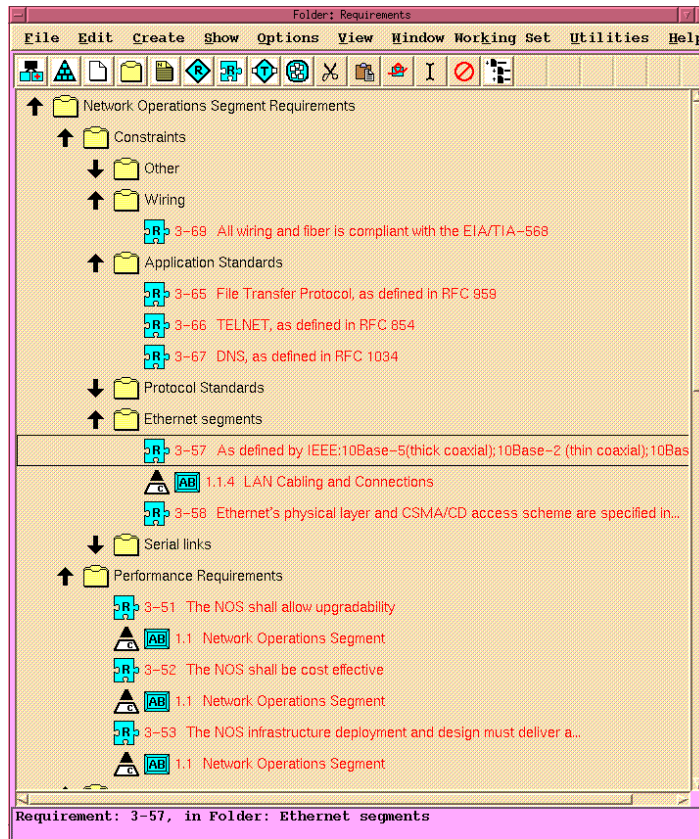 Folder: Requirements
File Edit Create Show Options View Window Working Set Utilities Help
Network Operations Segment Requirements
Constraints
Other
Wiring
R 3-69 All wiring and fiber is compliant with the EIA/TIA-568
Application Standards
R 3-65 File Transfer Protocol, as defined in RFC 959
R 3-66 TELNET, as defined in RFC 854
R 3-67 DNS, as defined in RFC 1034
Protocol Standards
Ethernet segments
R 3-57 As defined by IEEE:10Base-5(thick coaxial);10Base-2 (thin coaxial);10Bas
C AB 1.1.4 LAN Cabling and Connections
R 3-58 Ethernet's physical layer and CSMA/CD access scheme are specified in...
Serial links
Performance Requirements
R 3-51 The NOS shall allow upgradability
C AB 1.1 Network Operations Segment
R 3-52 The NOS shall be cost effective
C AB 1.1 Network Operations Segment
R 3-53 The NOS infrastructure deployment and design must deliver a...
C AB 1.1 Network Operations Segment
Requirement: 3-57, in Folder: Ethernet segments